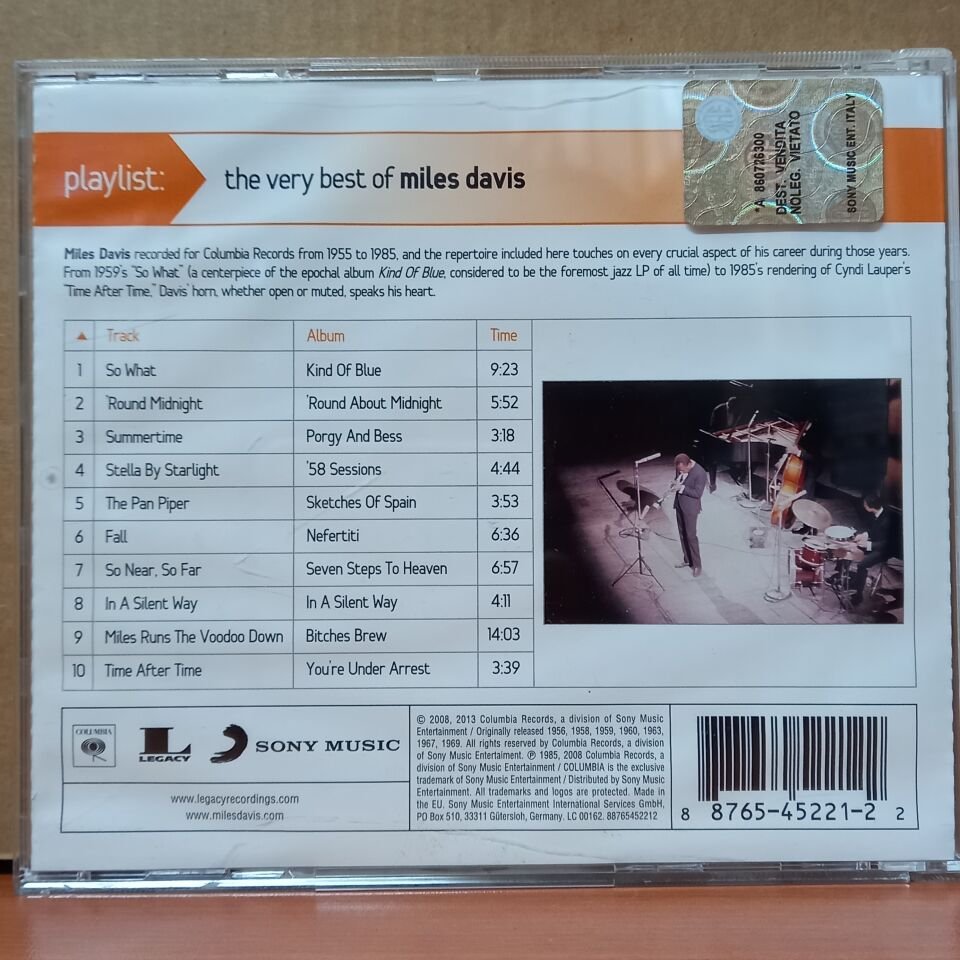 playlist:
the very best of miles davis
*A 860726300
DEST. VENDITA
NOLEG. VIETATO
SONY MUSIC ENT. ITALY
Miles Davis recorded for Columbia Records from 1955 to 1985, and the repertoire included here touches on every crucial aspect of his career during those years.
From 1959's "So What" (a centerpiece of the epochal album Kind Of Blue, considered to be the foremost jazz LP of all time) to 1985's rendering of Cyndi Lauper's
"Time After Time," Davis' horn, whether open or muted, speaks his heart.
Track Album Time
1 So What Kind Of Blue 9:23
2 'Round Midnight 'Round About Midnight 5:52
3 Summertime Porgy And Bess 3:18
4 Stella By Starlight '58 Sessions 4:44
5 The Pan Piper Sketches Of Spain 3:53
6 Fall Nefertiti 6:36
7 So Near, So Far Seven Steps To Heaven 6:57
8 In A Silent Way In A Silent Way 4:11
9 Miles Runs The Voodoo Down Bitches Brew 14:03
10 Time After Time You're Under Arrest 3:39
COLUMBIA
L
LEGACY
SONY MUSIC
www.legacyrecordings.com
www.milesdavis.com
© 2008, 2013 Columbia Records, a division of Sony Music
Entertainment / Originally released 1956, 1958, 1959, 1960, 1963,
1967, 1969. All rights reserved by Columbia Records, a division
of Sony Music Entertaiment. ℗ 1985, 2008 Columbia Records, a
division of Sony Music Entertainment / COLUMBIA is the exclusive
trademark of Sony Music Entertainment / Distributed by Sony Music
Entertainment. All trademarks and logos are protected. Made in
the EU. Sony Music Entertainment International Services GmbH,
PO Box 510, 33311 Gütersloh, Germany. LC 00162. 88765452212
8 8765-45221-2 2